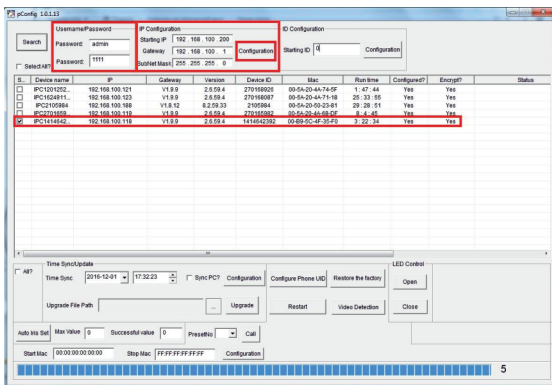 pConfig 1.0.1.13
Username/Password IP Configuration ID Configuration
Search Password: admin Starting IP 192 .168 .100 .200 Starting ID 0 Configuration
Gateway 192 .168 .100 . 1 Configuration
Select All? Password: 1111 SubNet Mask 255 .255 .255 . 0
S... Device name IP Gateway Version Device ID Mac Run time Configured? Encrypt? Status
IPC1201252... 192.168.100.121 V1.9.9 2.6.59.4 270168926 00-5A-20-4A-74-5F 1 : 47 : 44 Yes Yes
IPC1624911... 192.168.100.123 V1.9.9 2.6.59.4 270168087 00-5A-20-4A-71-18 25 : 33 : 55 Yes Yes
IPC2105984 192.168.100.188 V1.8.12 8.2.59.33 2105984 00-5A-20-50-23-81 29 : 28 : 51 Yes Yes
IPC2701659... 192.168.100.119 V1.9.9 2.6.59.4 270165982 00-5A-20-4A-68-DF 8 : 4 : 45 Yes Yes
IPC1414642... 192.168.100.118 V1.9.9 2.6.59.4 1414642392 00-B9-5C-4F-35-F0 3 : 22 : 34 Yes Yes
Time Sync/Update LED Control
All? Time Sync 2016-12-01 17:32:23 Sync PC? Configuration Configure Phone UID Restore the factory Open
Upgrade File Path ... Upgrade Restart Video Detection Close
Auto Iris Set Max Value 0 Successful value 0 PresetNo Call
Start Mac 00:00:00:00:00:00 Stop Mac FF:FF:FF:FF:FF:FF Configuration
5